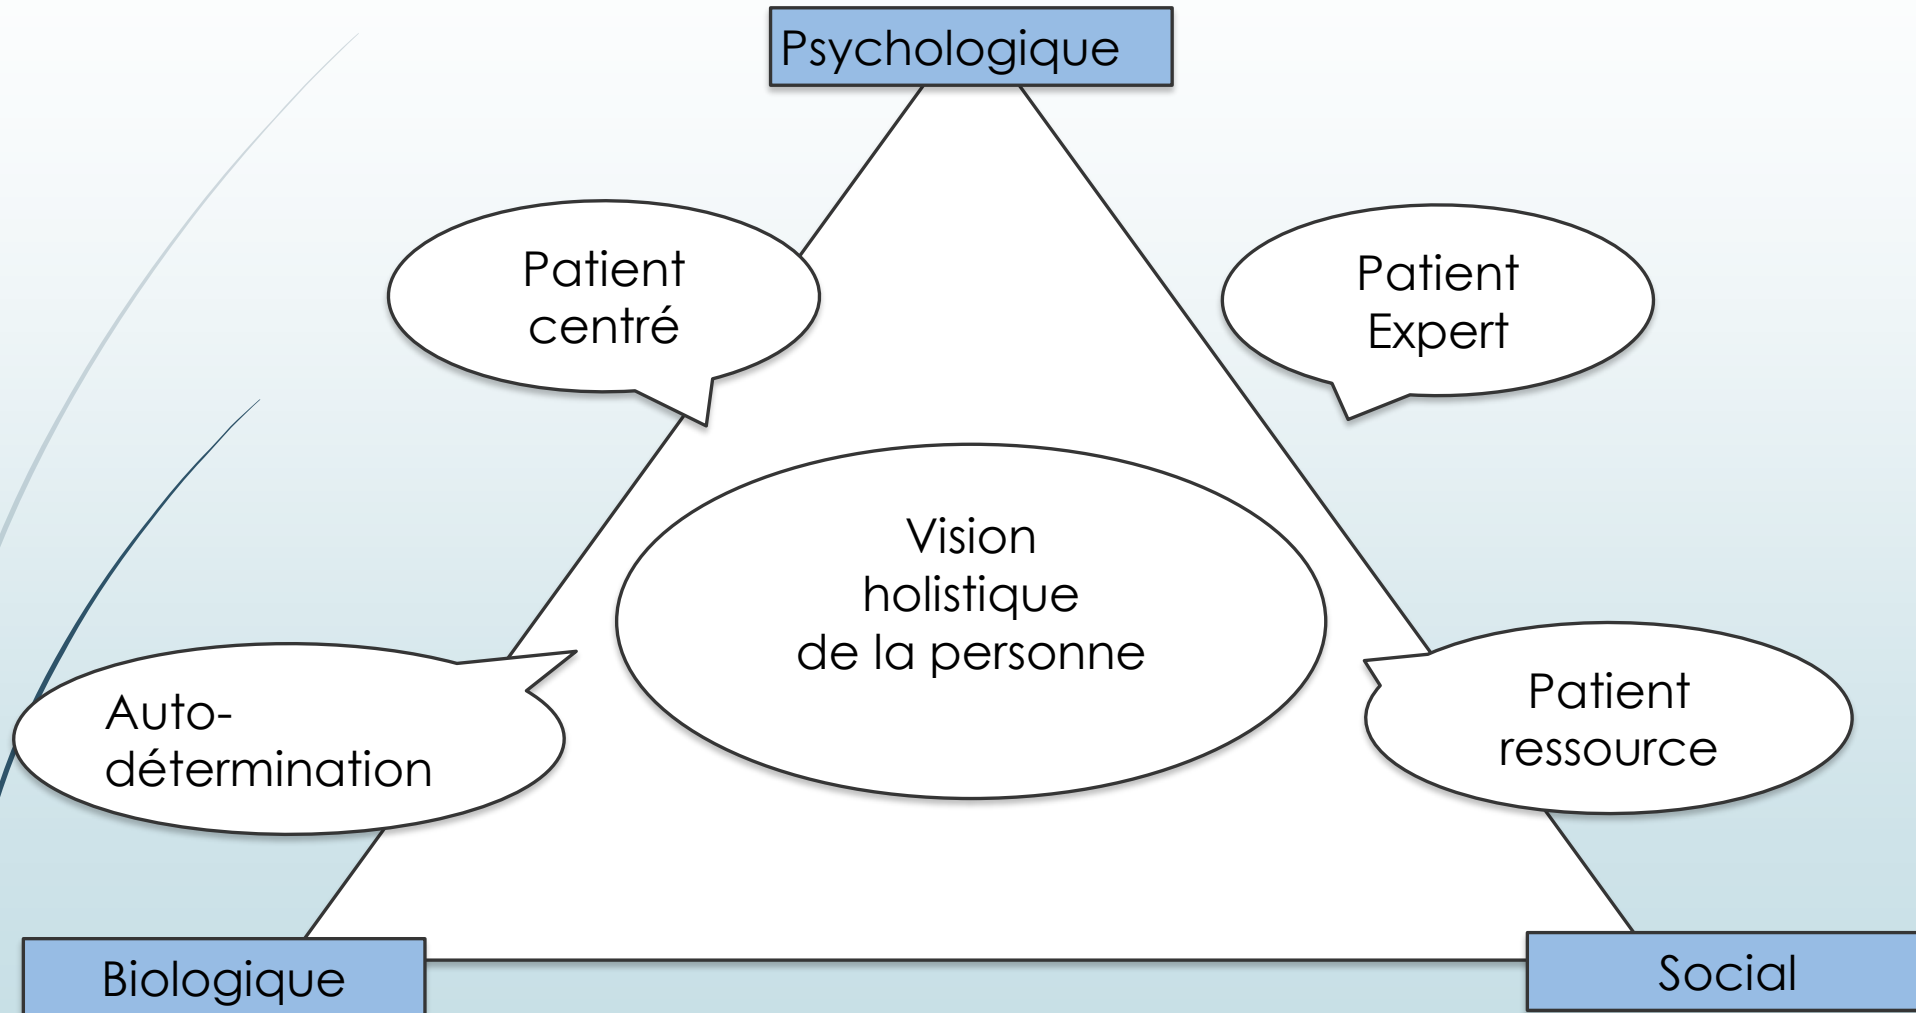 Psychologique
Patient
centré
Patient
Expert
Vision
holistique
de la personne
Auto-
détermination
Patient
ressource
Biologique
Social